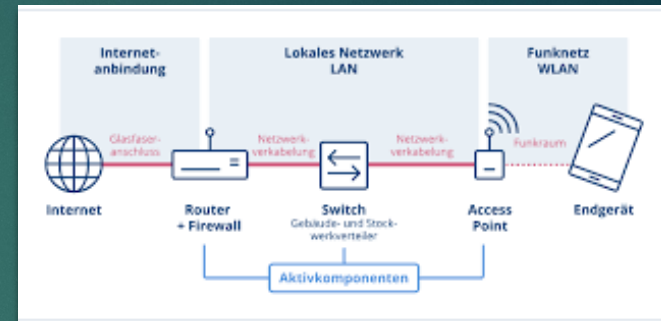 Internet-
anbindung
Lokales Netzwerk
LAN
Funknetz
WLAN
Glasfaser-
anschluss
Netzwerk-
verkabelung
Netzwerk-
verkabelung
Funkraum
Internet
Router
+ Firewall
Switch
Gebäude- und Stock-
werkverteiler
Access
Point
Endgerät
Aktivkomponenten